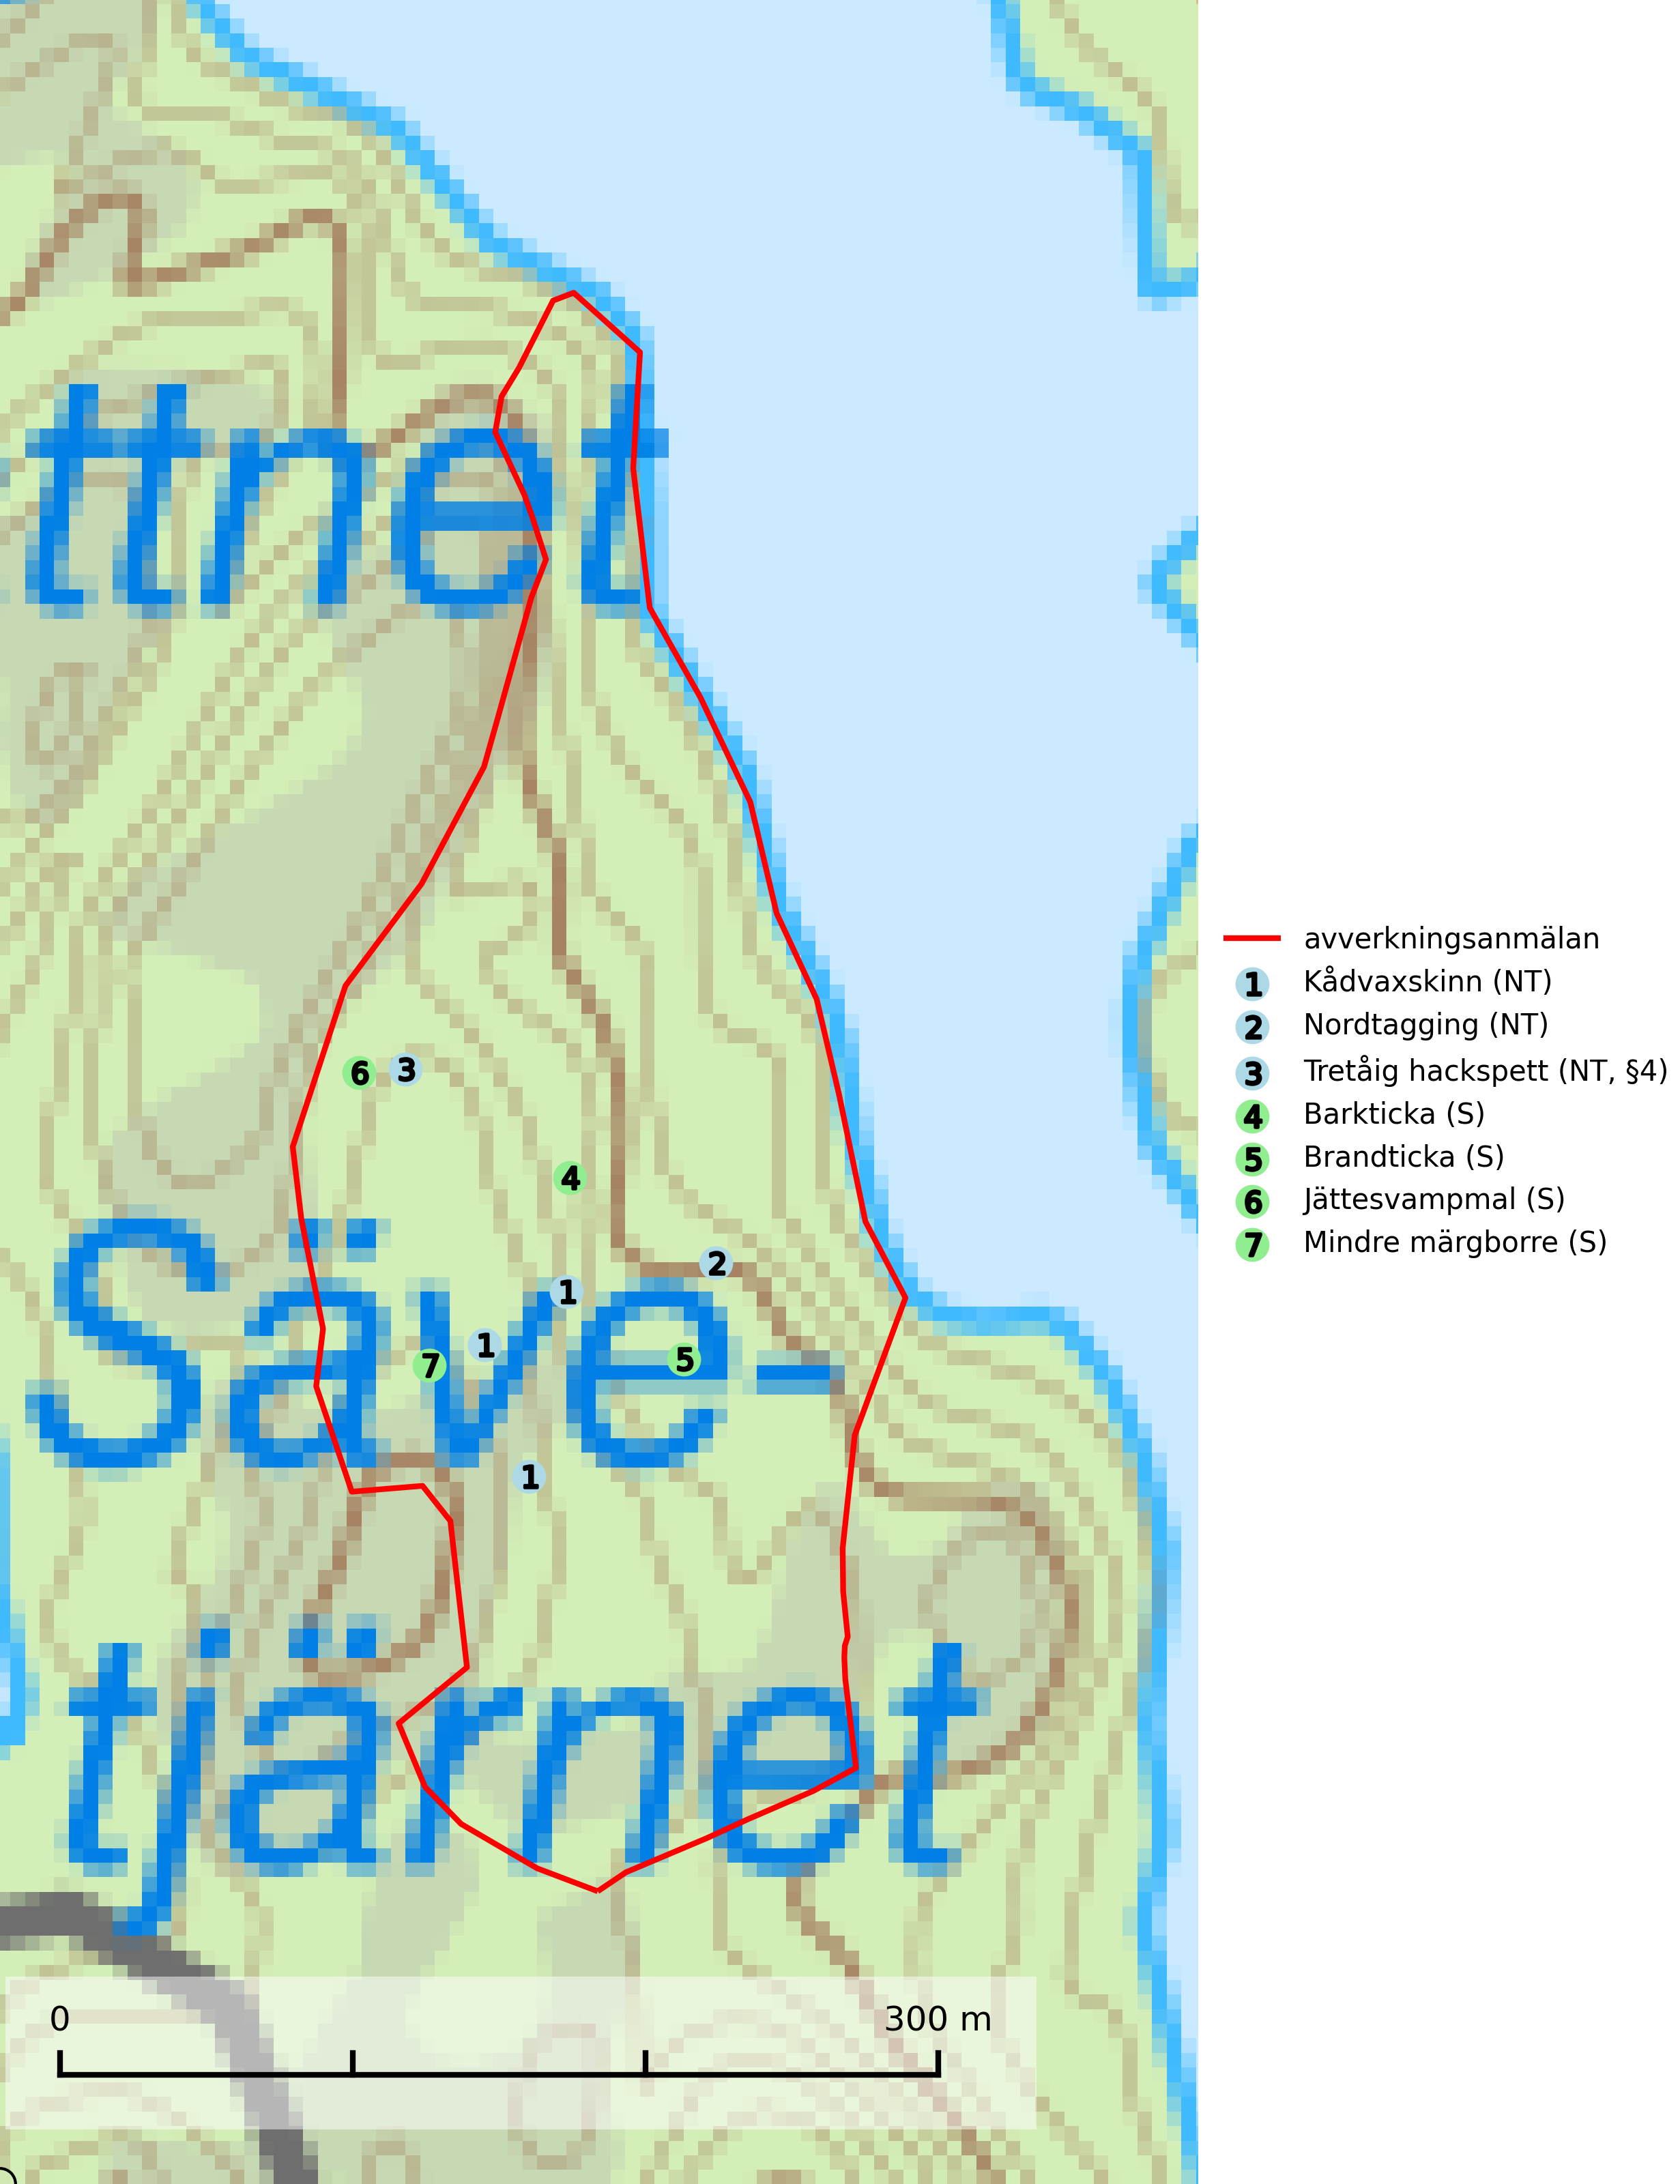 ttnet
6 3
4
2
1
1
7 5
Säve-
1
tjärnet
0 300 m
avverkningsanmälan
1 Kådvaxskinn (NT)
2 Nordtagging (NT)
3 Tretåig hackspett (NT, §4)
4 Barkticka (S)
5 Brandticka (S)
6 Jättesvampmal (S)
7 Mindre märgborre (S)